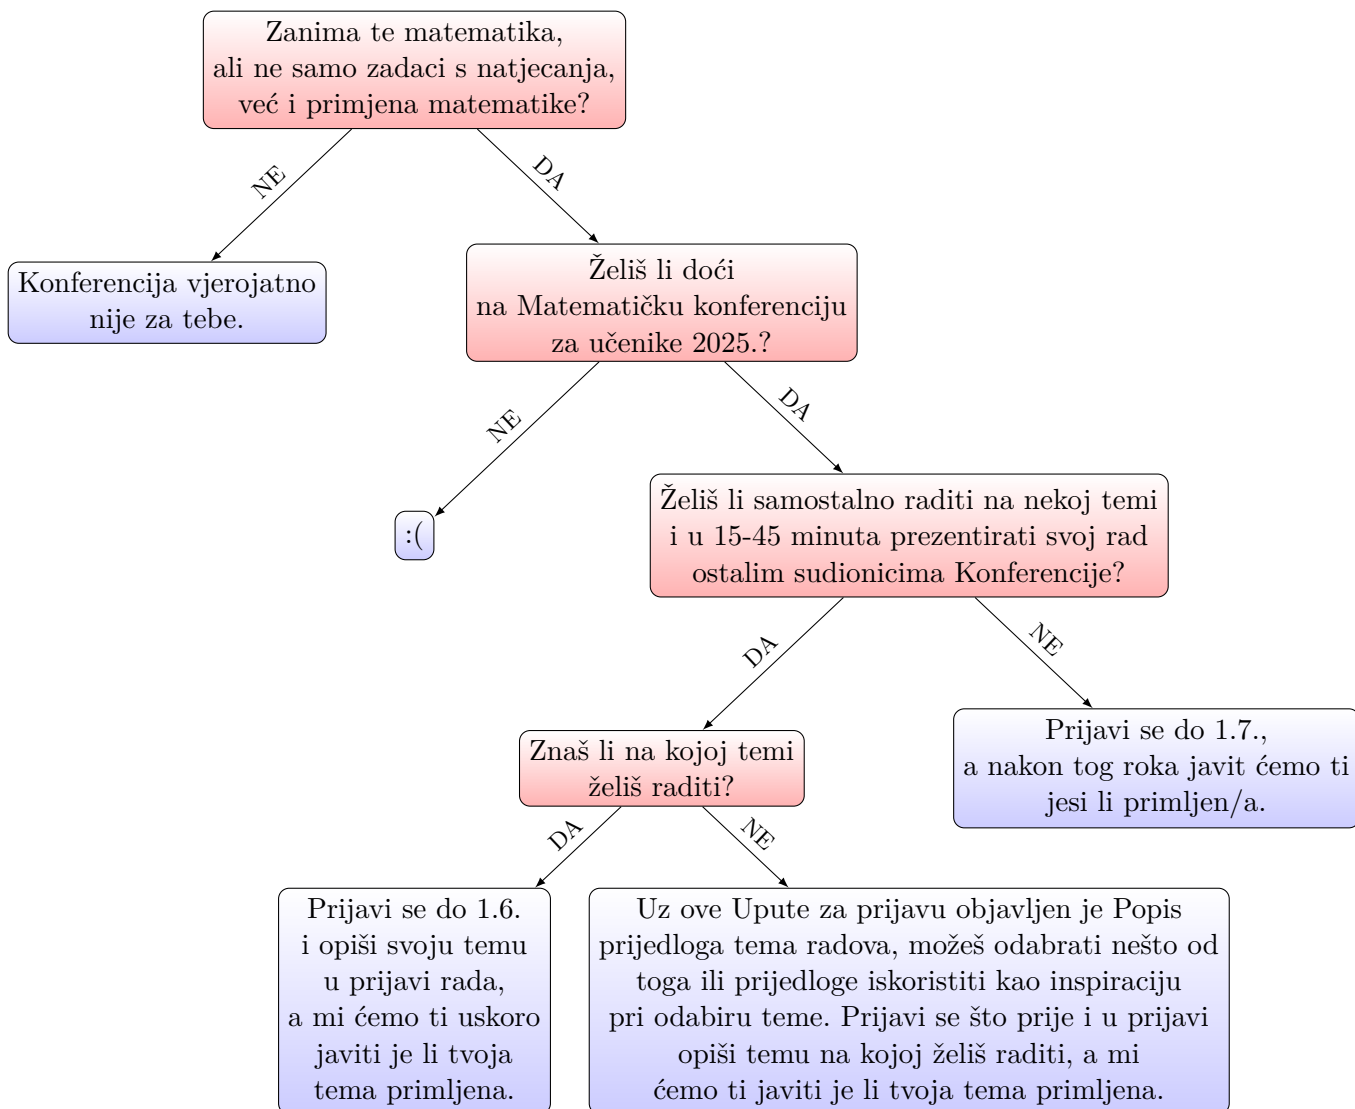 Zanima te matematika,
ali ne samo zadaci s natjecanja,
već i primjena matematike?
NE
DA
Konferencija vjerojatno
nije za tebe.
Želiš li doći
na Matematičku konferenciju
za učenike 2025.?
NE
DA
:(
Želiš li samostalno raditi na nekoj temi
i u 15-45 minuta prezentirati svoj rad
ostalim sudionicima Konferencije?
DA
NE
Znaš li na kojoj temi
želiš raditi?
Prijavi se do 1.7.,
a nakon tog roka javit ćemo ti
jesi li primljen/a.
DA
NE
Prijavi se do 1.6.
i opiši svoju temu
u prijavi rada,
a mi ćemo ti uskoro
javiti je li tvoja
tema primljena.
Uz ove Upute za prijavu objavljen je Popis
prijedloga tema radova, možeš odabrati nešto od
toga ili prijedloge iskoristiti kao inspiraciju
pri odabiru teme. Prijavi se što prije i u prijavi
opiši temu na kojoj želiš raditi, a mi
ćemo ti javiti je li tvoja tema primljena.